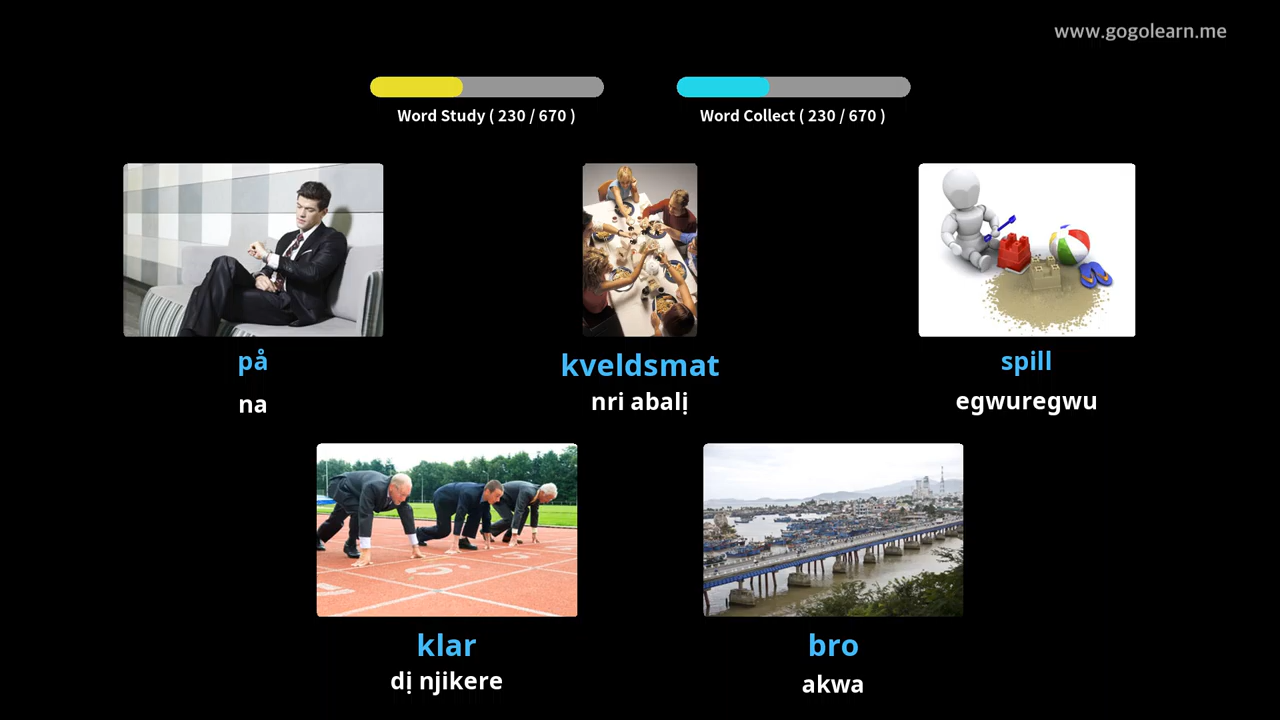 www.gogolearn.me
Word Study ( 230 / 670 )
Word Collect ( 230 / 670 )
på
na
kveldsmat
nri abalị
spill
egwuregwu
klar
dị njikere
bro
akwa